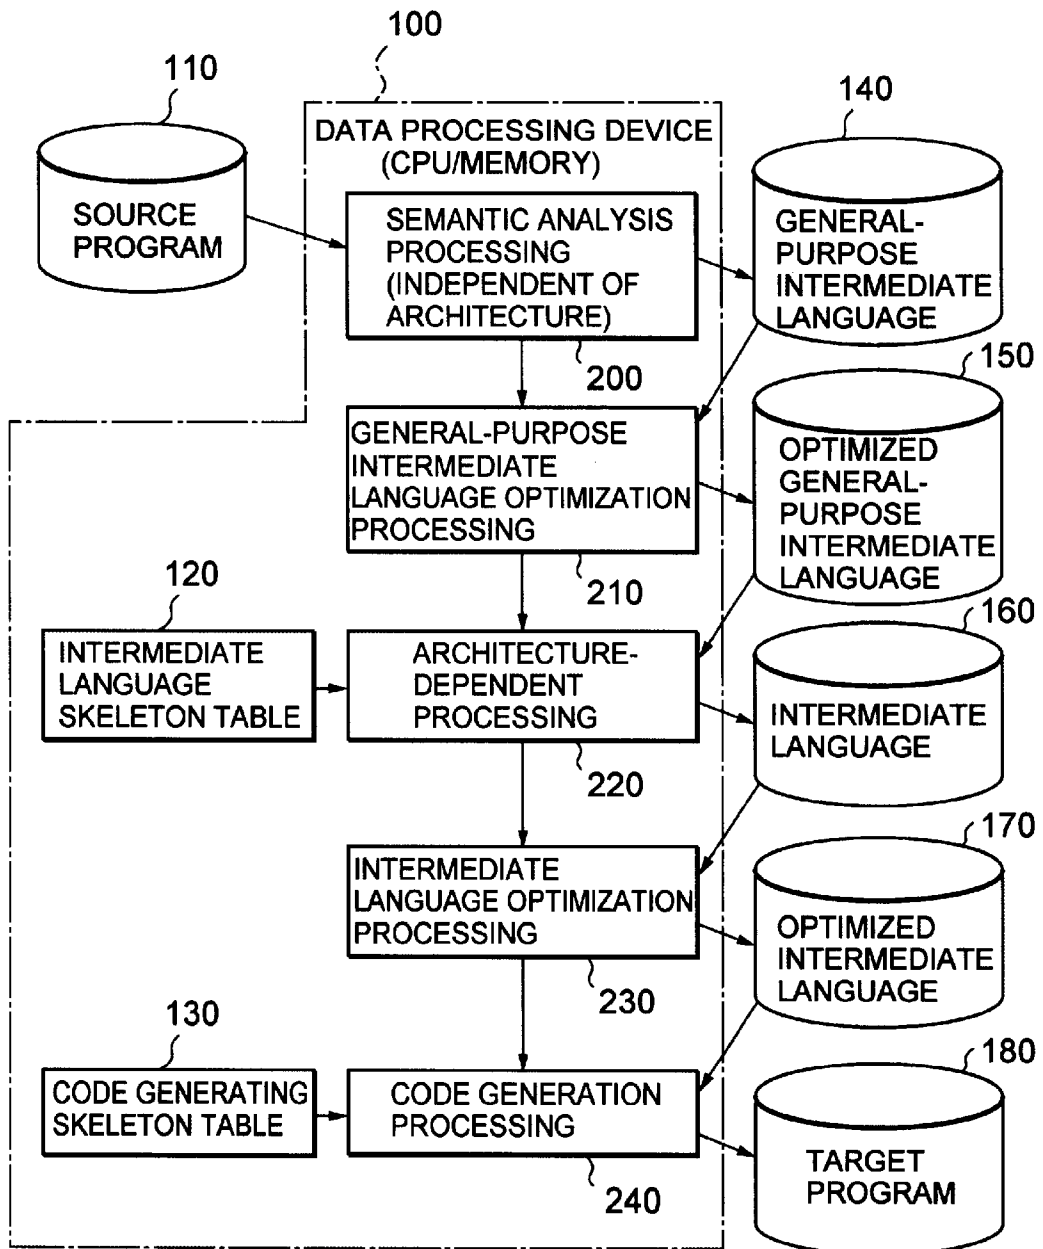 100
110
DATA PROCESSING DEVICE
(CPU/MEMORY)
140
SOURCE
PROGRAM
SEMANTIC ANALYSIS
PROCESSING
(INDEPENDENT OF
ARCHITECTURE)
200
GENERAL-
PURPOSE
INTERMEDIATE
LANGUAGE
150
GENERAL-PURPOSE
INTERMEDIATE
LANGUAGE OPTIMIZATION
PROCESSING
210
OPTIMIZED
GENERAL-
PURPOSE
INTERMEDIATE
LANGUAGE
120
160
INTERMEDIATE
LANGUAGE
SKELETON TABLE
ARCHITECTURE-
DEPENDENT
PROCESSING
220
INTERMEDIATE
LANGUAGE
170
INTERMEDIATE
LANGUAGE OPTIMIZATION
PROCESSING
230
OPTIMIZED
INTERMEDIATE
LANGUAGE
130
180
CODE GENERATING
SKELETON TABLE
CODE GENERATION
PROCESSING
240
TARGET
PROGRAM